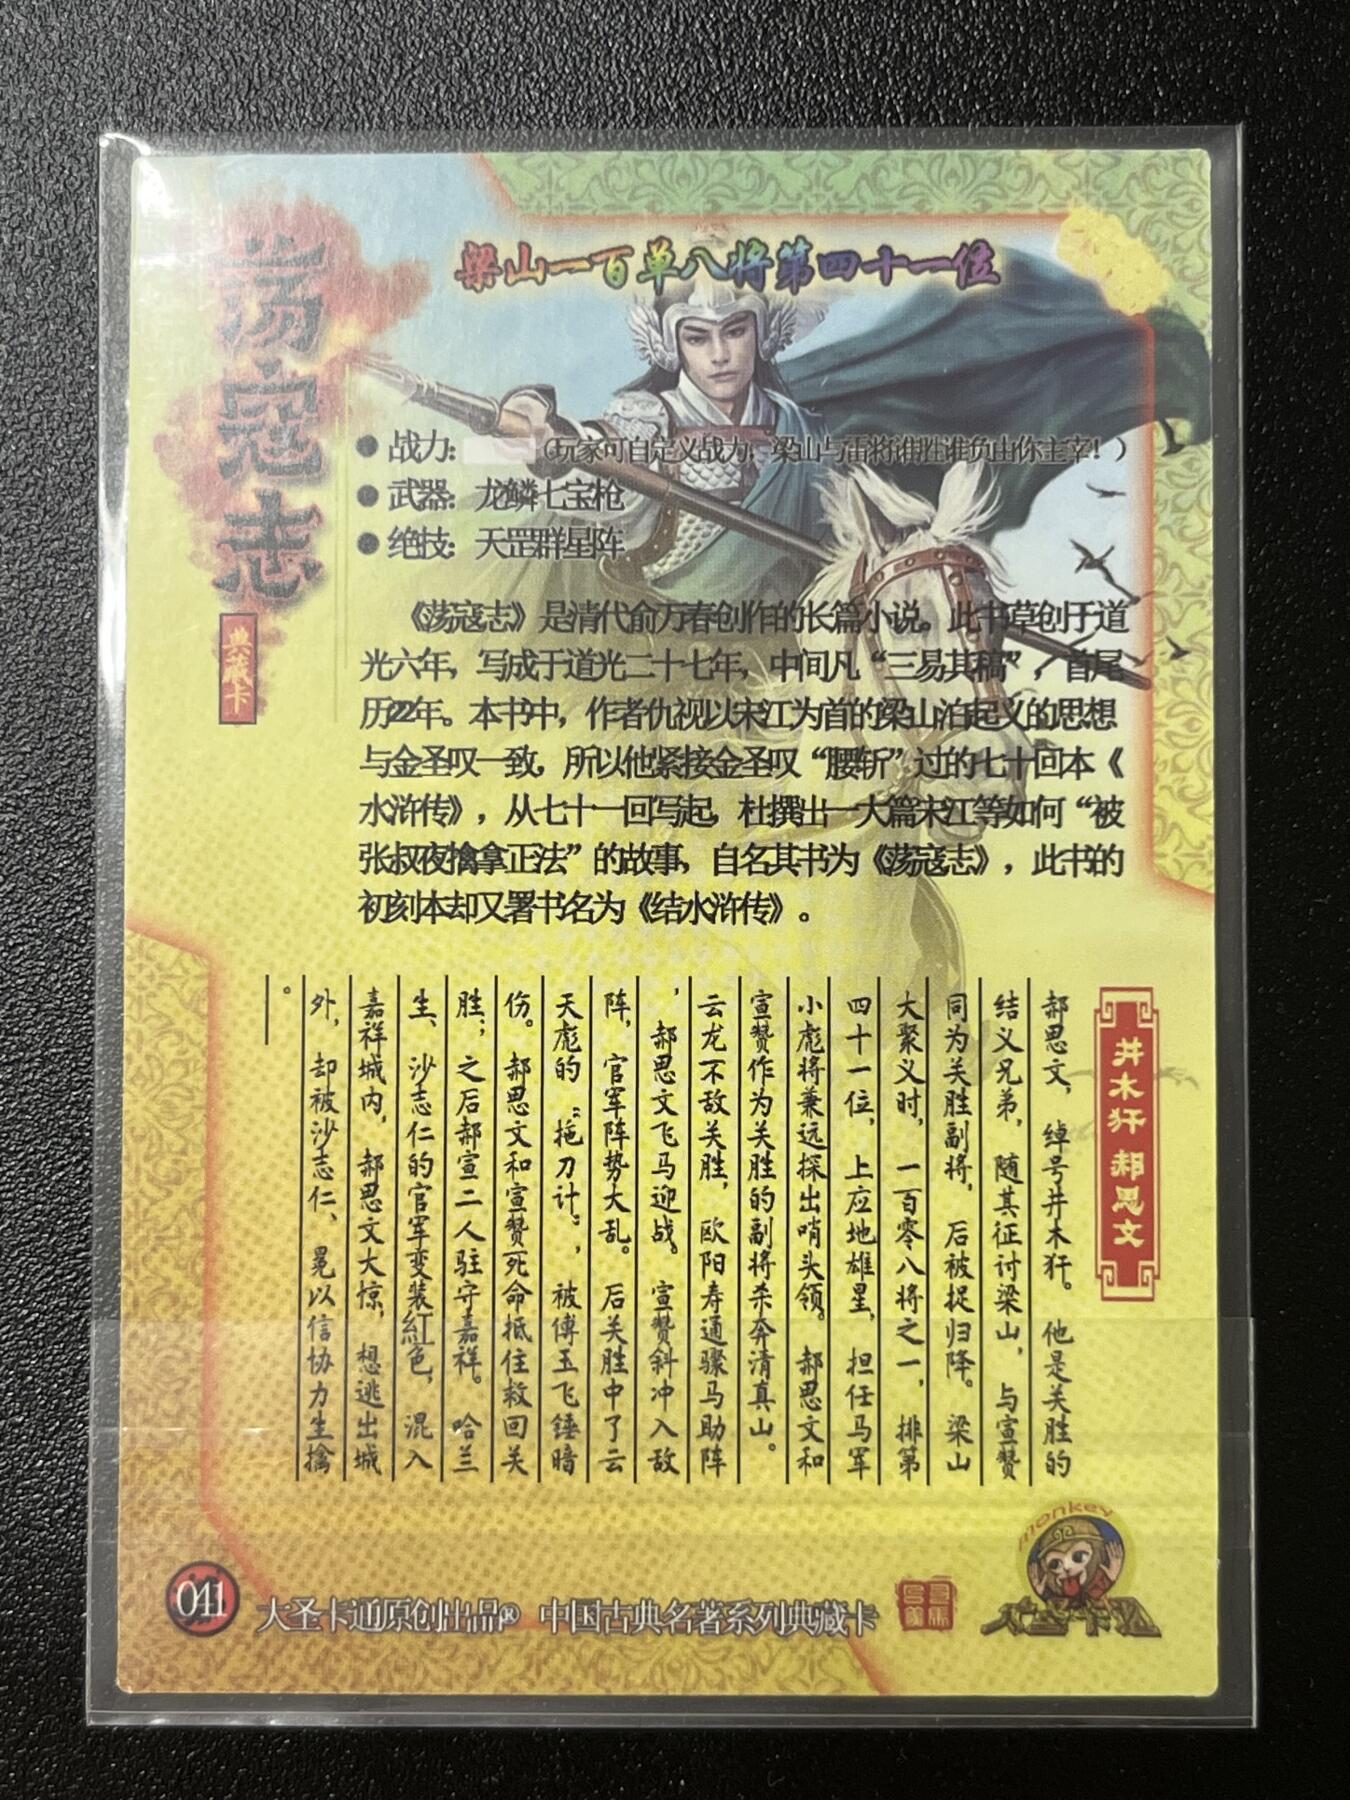 梁山一百单八将第四十一位
荡寇志
典藏卡
战力： （玩家可自定义战力，梁山与雷将谁胜谁负由你主宰！）
武器：龙鳞七宝枪
绝技：天罡群星阵
《荡寇志》是清代俞万春创作的长篇小说。此书草创于道
光六年，写成于道光二十七年，中间凡“三易其稿”，首尾
历22年。本书中，作者仇视以宋江为首的梁山泊起义的思想
与金圣叹一致，所以他紧接金圣叹“腰斩”过的七十回本《
水浒传》，从七十一回写起，杜撰出一大篇宋江等如何“被
张叔夜擒拿正法”的故事，自名其书为《荡寇志》，此书的
初刻本却又署书名为《结水浒传》。
井木犴 郝思文
郝思文，绰号井木犴。他是关胜的
结义兄弟，随其征讨梁山，与宣赞
同为关胜副将，后被捉归降。梁山
大聚义时，一百零八将之一，排第
四十一位，上应地雄星，担任马军
小彪将兼远探出哨头领。郝思文和
宣赞作为关胜的副将杀奔清真山。
云龙不敌关胜，欧阳寿通骤马助阵
，郝思文飞马迎战。宣赞斜冲入敌
阵，官军阵势大乱。后关胜中了云
天彪的“拖刀计”，被傅玉飞锤暗
伤。郝思文和宣赞死命抵住救回关
胜；之后郝宣二人驻守嘉祥。哈兰
生、沙志仁的官军变装紅色，混入
嘉祥城内，郝思文大惊，想逃出城
外，却被沙志仁、冕以信协力生擒
。
monkey
大圣卡通
041
大圣卡通原创出品® 中国古典名著系列典藏卡